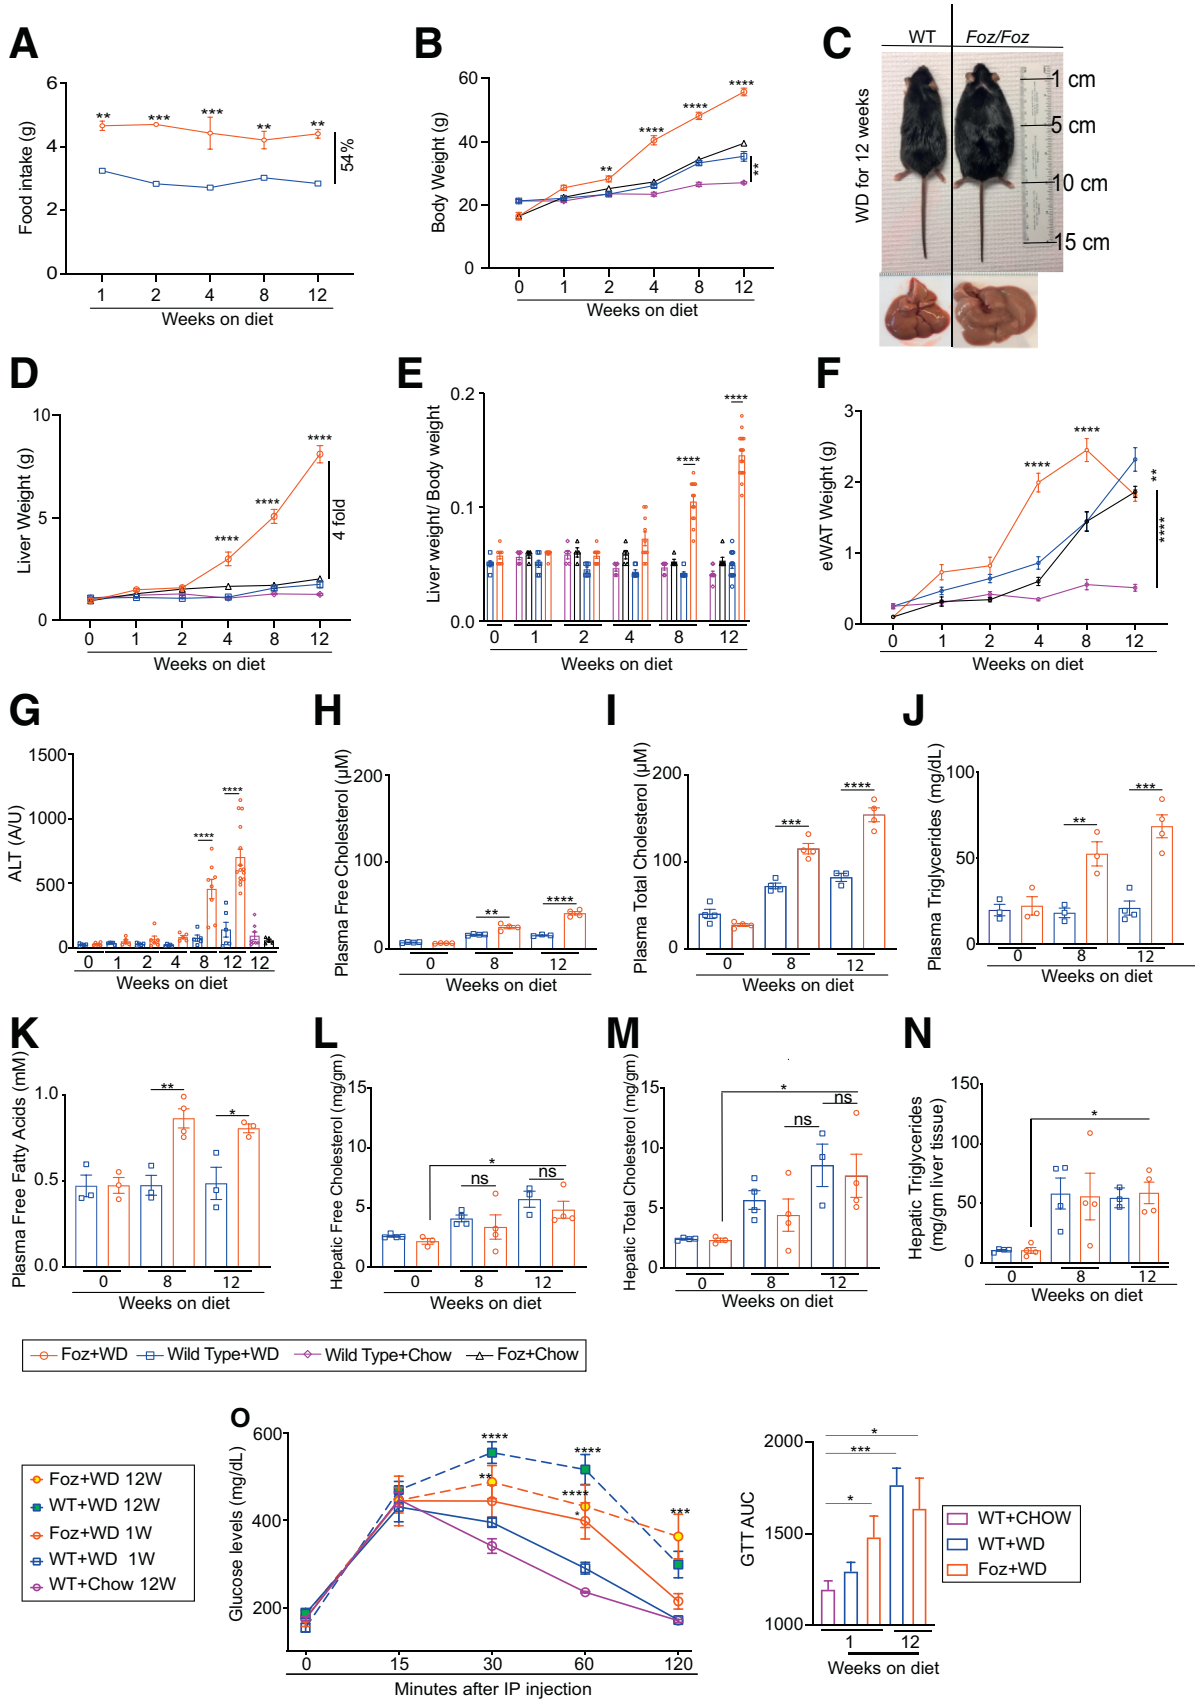 A
Food intake (g)
6
4
2
0
** *** *** ** **
54%
1 2 4 8 12
Weeks on diet
B
Body Weight (g)
60
40
20
0
** **** **** ****
**
0 1 2 4 8 12
Weeks on diet
C
WT Foz/Foz
WD for 12 weeks
1 cm
5 cm
10 cm
15 cm
D
Liver Weight (g)
10
5
0
**** **** ****
4 fold
0 1 2 4 8 12
Weeks on diet
E
Liver weight/ Body weight
0.2
0.1
0.0
**** ****
0 1 2 4 8 12
Weeks on diet
F
eWAT Weight (g)
3
2
1
0
**** ****
**
****
0 1 2 4 8 12
Weeks on diet
G
ALT (A/U)
1500
1000
500
0
**** ****
0 1 2 4 8 12 12
Weeks on diet
H
Plasma Free Cholesterol (µM)
200
100
0
** ****
0 8 12
Weeks on diet
I
Plasma Total Cholesterol (µM)
200
100
0
*** ****
0 8 12
Weeks on diet
J
Plasma Triglycerides (mg/dL)
100
50
0
** ***
0 8 12
Weeks on diet
K
Plasma Free Fatty Acids (mM)
1.0
0.5
0.0
** *
0 8 12
Weeks on diet
L
Hepatic Free Cholesterol (mg/gm)
15
10
5
0
*
ns ns
0 8 12
Weeks on diet
M
Hepatic Total Cholesterol (mg/gm)
15
10
5
0
*
ns
ns
0 8 12
Weeks on diet
N
Hepatic Triglycerides
(mg/gm liver tissue)
150
100
50
0
*
0 8 12
Weeks on diet
Foz+WD Wild Type+WD Wild Type+Chow Foz+Chow
O
Foz+WD 12W
WT+WD 12W
Foz+WD 1W
WT+WD 1W
WT+Chow 12W
Glucose levels (mg/dL)
600
400
200
**** ****
**
****
*
***
0 15 30 60 120
Minutes after IP injection
GTT AUC
2000
1500
1000
*
***
*
1 12
Weeks on diet
WT+CHOW
WT+WD
Foz+WD